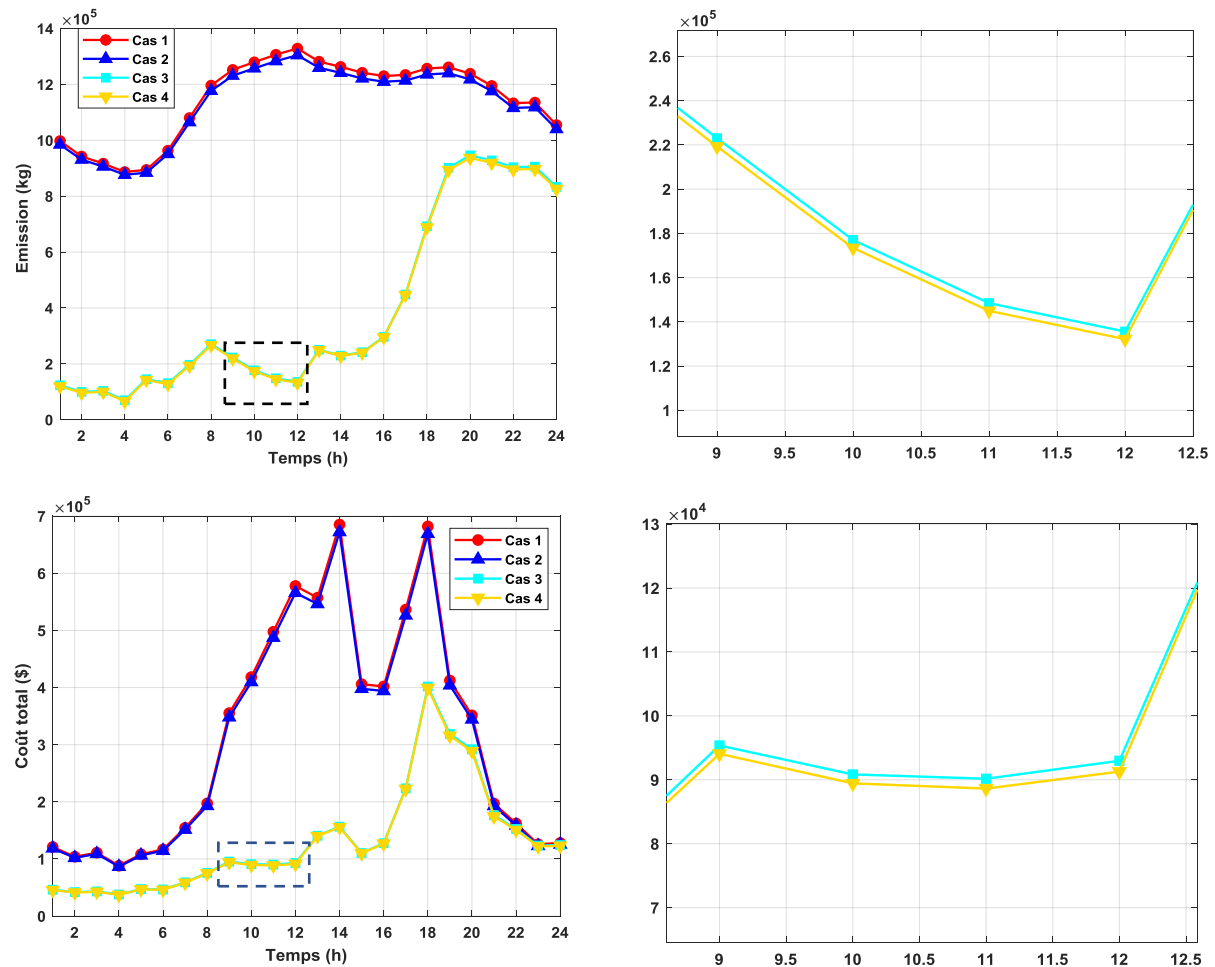 ×10^5
14
12
10
8
6
4
2
0
Emission (kg)
Cas 1
Cas 2
Cas 3
Cas 4
2 4 6 8 10 12 14 16 18 20 22 24
Temps (h)
×10^5
2.6
2.4
2.2
2
1.8
1.6
1.4
1.2
1
9 9.5 10 10.5 11 11.5 12 12.5
×10^5
7
6
5
4
3
2
1
0
Coût total ($)
Cas 1
Cas 2
Cas 3
Cas 4
2 4 6 8 10 12 14 16 18 20 22 24
Temps (h)
×10^4
13
12
11
10
9
8
7
9 9.5 10 10.5 11 11.5 12 12.5